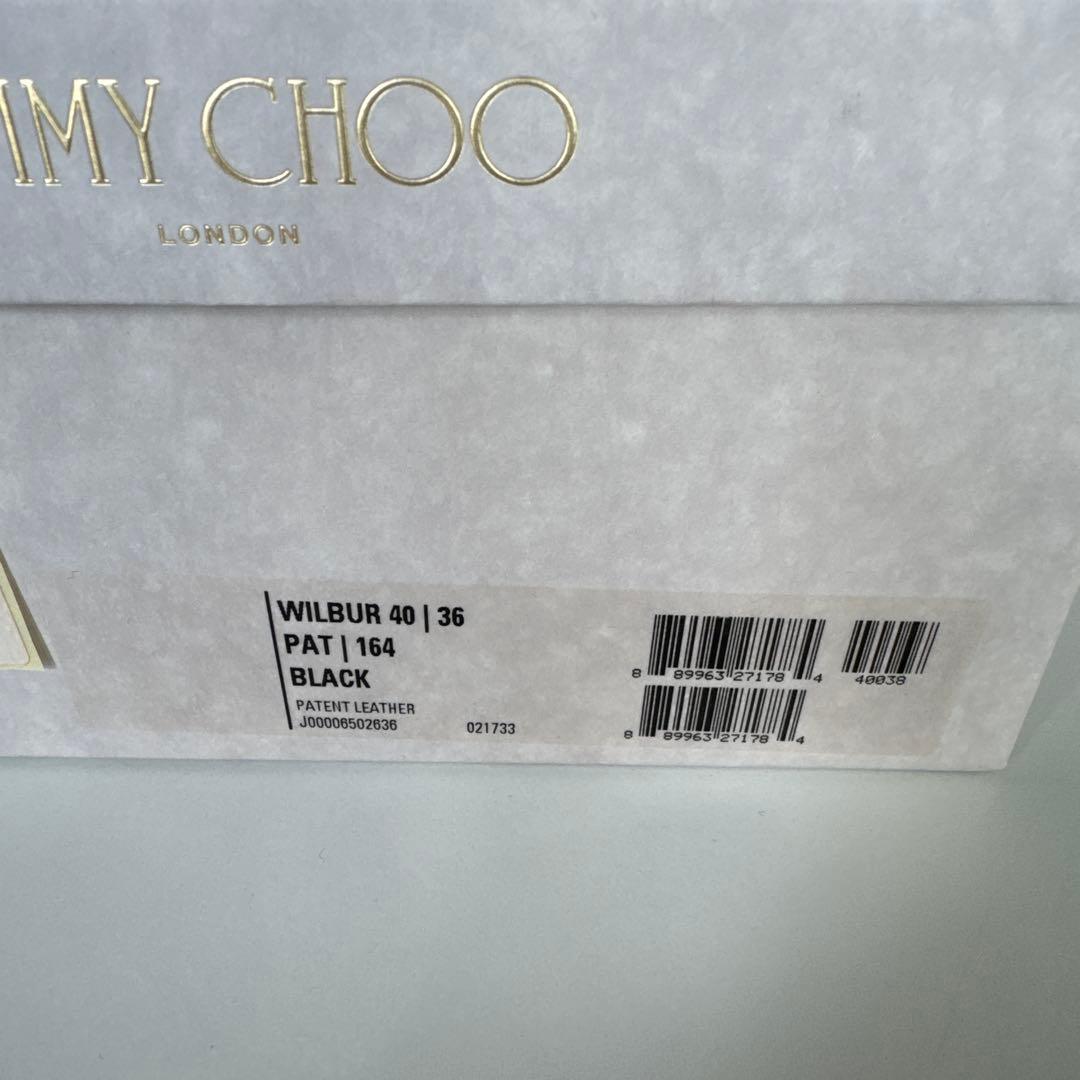 IMMY CHOO
LONDON
WILBUR 40 | 36
PAT | 164
BLACK
PATENT LEATHER
J00006502636 021733
8 89963 27178 4 40038
8 89963 27178 4